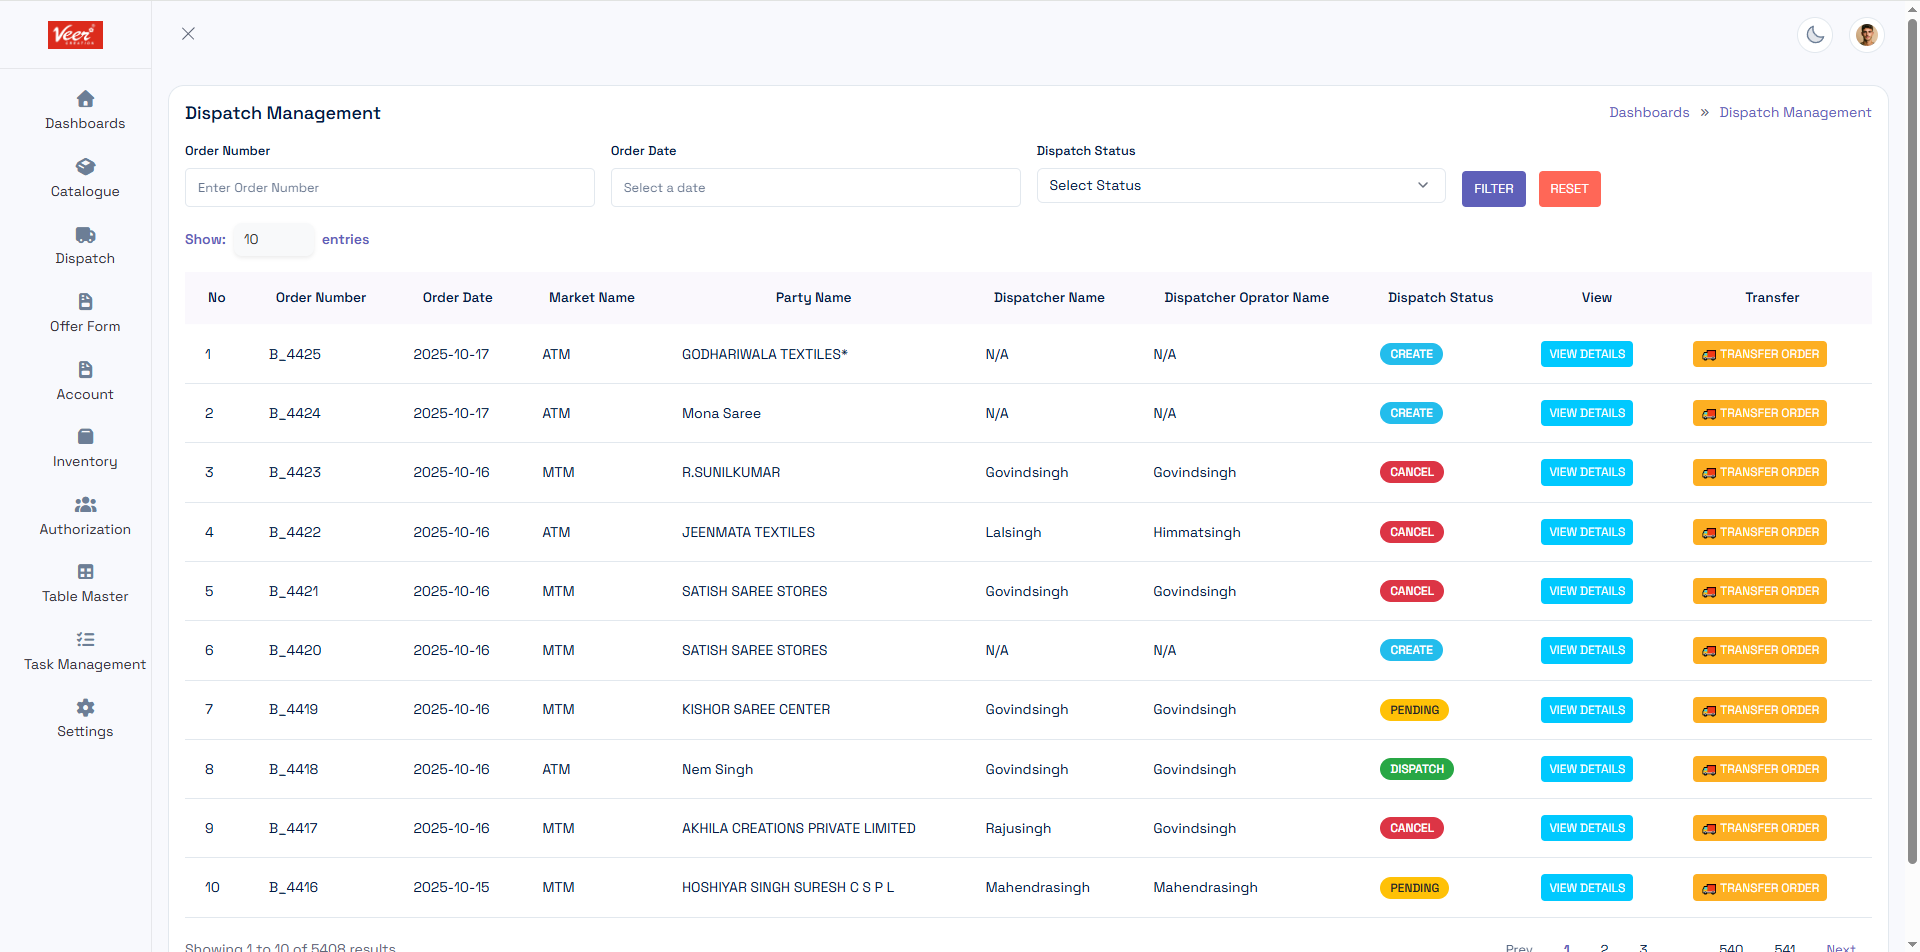 Veer
Dashboards
Catalogue
Dispatch
Offer Form
Account
Inventory
Authorization
Table Master
Task Management
Settings
Dispatch Management
Dashboards » Dispatch Management
Order Number Order Date Dispatch Status
Enter Order Number Select a date Select Status FILTER RESET
Show: 10 entries
No Order Number Order Date Market Name Party Name Dispatcher Name Dispatcher Oprator Name Dispatch Status View Transfer
1 B_4425 2025-10-17 ATM GODHARIWALA TEXTILES* N/A N/A CREATE VIEW DETAILS TRANSFER ORDER
2 B_4424 2025-10-17 ATM Mona Saree N/A N/A CREATE VIEW DETAILS TRANSFER ORDER
3 B_4423 2025-10-16 MTM R.SUNILKUMAR Govindsingh Govindsingh CANCEL VIEW DETAILS TRANSFER ORDER
4 B_4422 2025-10-16 ATM JEENMATA TEXTILES Lalsingh Himmatsingh CANCEL VIEW DETAILS TRANSFER ORDER
5 B_4421 2025-10-16 MTM SATISH SAREE STORES Govindsingh Govindsingh CANCEL VIEW DETAILS TRANSFER ORDER
6 B_4420 2025-10-16 MTM SATISH SAREE STORES N/A N/A CREATE VIEW DETAILS TRANSFER ORDER
7 B_4419 2025-10-16 MTM KISHOR SAREE CENTER Govindsingh Govindsingh PENDING VIEW DETAILS TRANSFER ORDER
8 B_4418 2025-10-16 ATM Nem Singh Govindsingh Govindsingh DISPATCH VIEW DETAILS TRANSFER ORDER
9 B_4417 2025-10-16 MTM AKHILA CREATIONS PRIVATE LIMITED Rajusingh Govindsingh CANCEL VIEW DETAILS TRANSFER ORDER
10 B_4416 2025-10-15 MTM HOSHIYAR SINGH SURESH C S P L Mahendrasingh Mahendrasingh PENDING VIEW DETAILS TRANSFER ORDER
Showing 1 to 10 of 5408 results Prev 1 2 3 540 541 Next